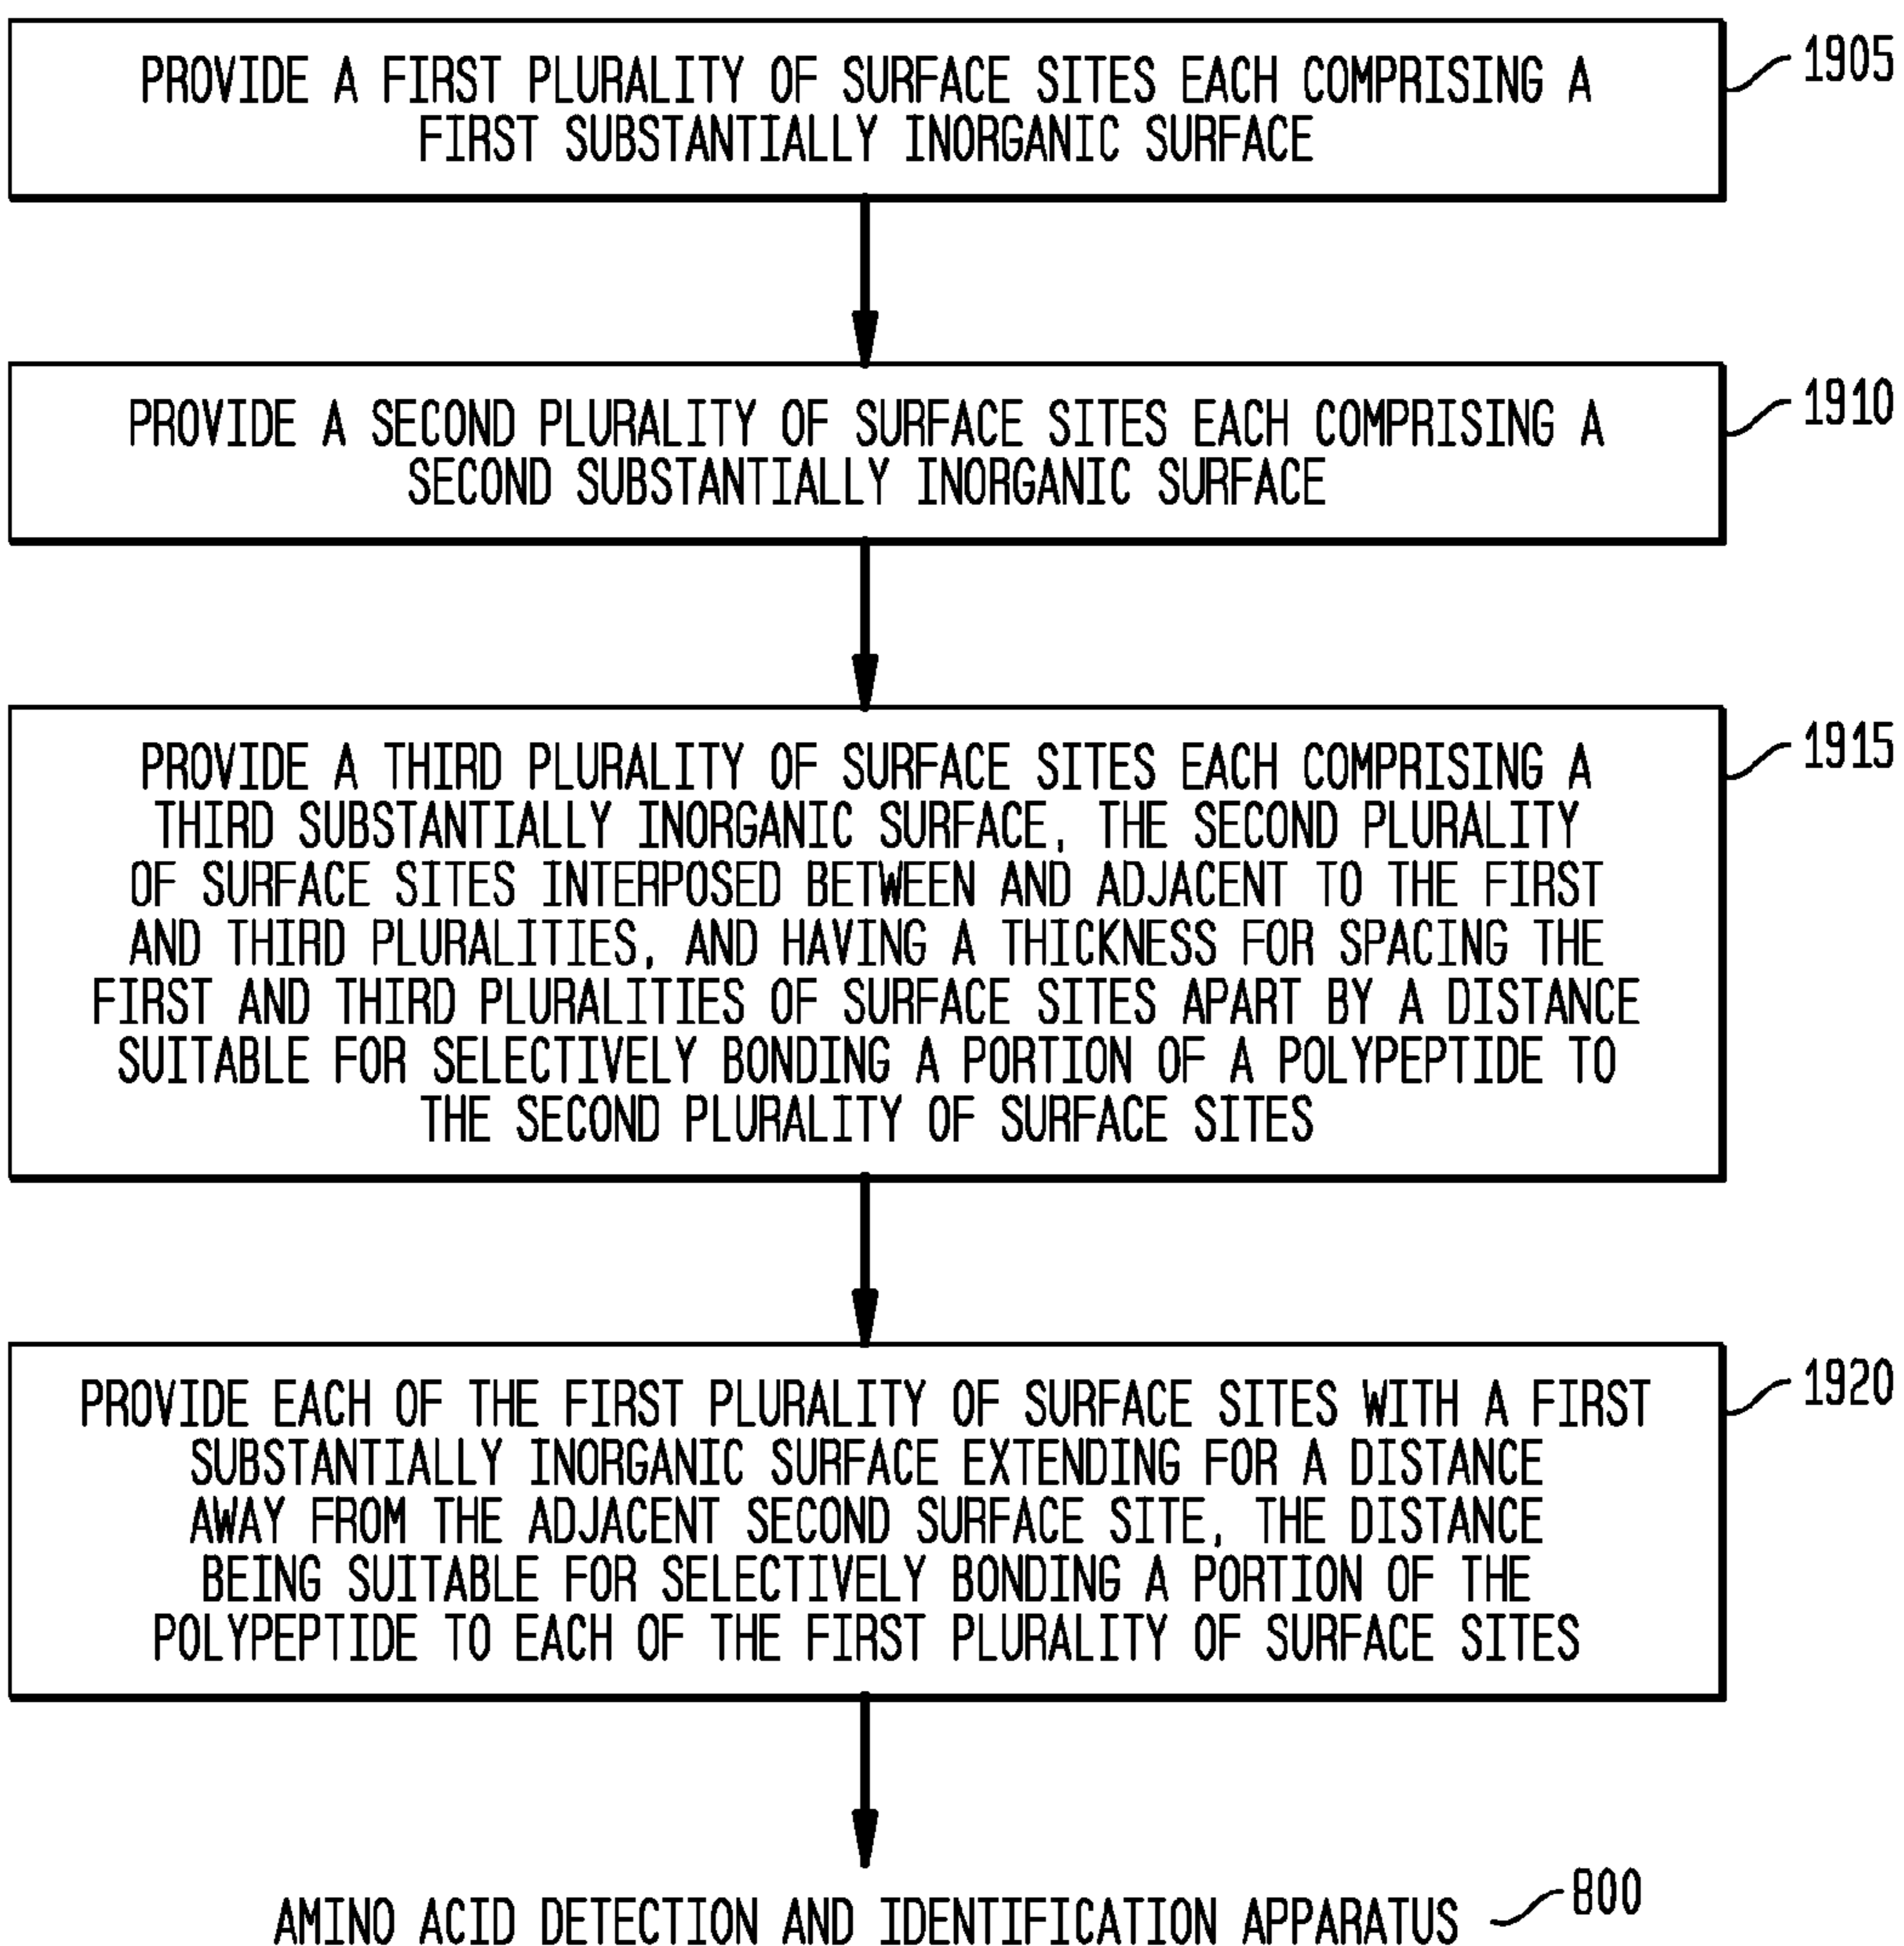 PROVIDE A FIRST PLURALITY OF SURFACE SITES EACH COMPRISING A
FIRST SUBSTANTIALLY INORGANIC SURFACE
1905
PROVIDE A SECOND PLURALITY OF SURFACE SITES EACH COMPRISING A
SECOND SUBSTANTIALLY INORGANIC SURFACE
1910
PROVIDE A THIRD PLURALITY OF SURFACE SITES EACH COMPRISING A
THIRD SUBSTANTIALLY INORGANIC SURFACE, THE SECOND PLURALITY
OF SURFACE SITES INTERPOSED BETWEEN AND ADJACENT TO THE FIRST
AND THIRD PLURALITIES, AND HAVING A THICKNESS FOR SPACING THE
FIRST AND THIRD PLURALITIES OF SURFACE SITES APART BY A DISTANCE
SUITABLE FOR SELECTIVELY BONDING A PORTION OF A POLYPEPTIDE TO
THE SECOND PLURALITY OF SURFACE SITES
1915
PROVIDE EACH OF THE FIRST PLURALITY OF SURFACE SITES WITH A FIRST
SUBSTANTIALLY INORGANIC SURFACE EXTENDING FOR A DISTANCE
AWAY FROM THE ADJACENT SECOND SURFACE SITE, THE DISTANCE
BEING SUITABLE FOR SELECTIVELY BONDING A PORTION OF THE
POLYPEPTIDE TO EACH OF THE FIRST PLURALITY OF SURFACE SITES
1920
AMINO ACID DETECTION AND IDENTIFICATION APPARATUS
800